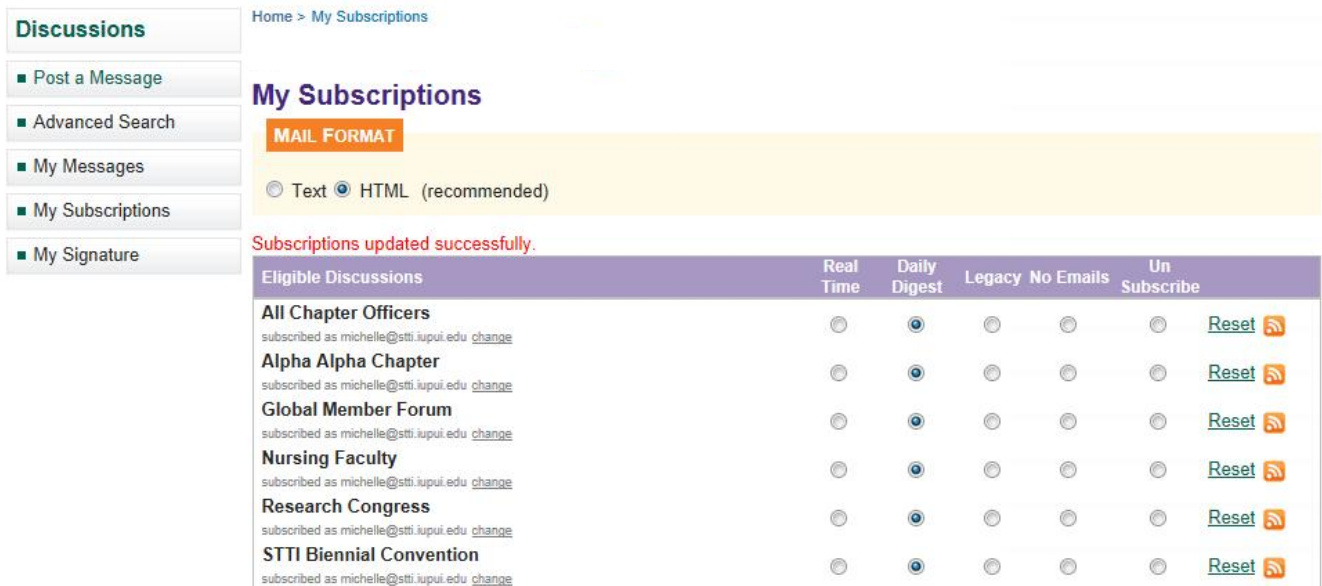 Discussions
Post a Message
Advanced Search
My Messages
My Subscriptions
My Signature
Home > My Subscriptions
My Subscriptions
MAIL FORMAT
Text HTML (recommended)
Subscriptions updated successfully.
Eligible Discussions Real Time Daily Digest Legacy No Emails Un Subscribe
All Chapter Officers
subscribed as michelle@stti.iupui.edu change Reset
Alpha Alpha Chapter
subscribed as michelle@stti.iupui.edu change Reset
Global Member Forum
subscribed as michelle@stti.iupui.edu change Reset
Nursing Faculty
subscribed as michelle@stti.iupui.edu change Reset
Research Congress
subscribed as michelle@stti.iupui.edu change Reset
STTI Biennial Convention
subscribed as michelle@stti.iupui.edu change Reset